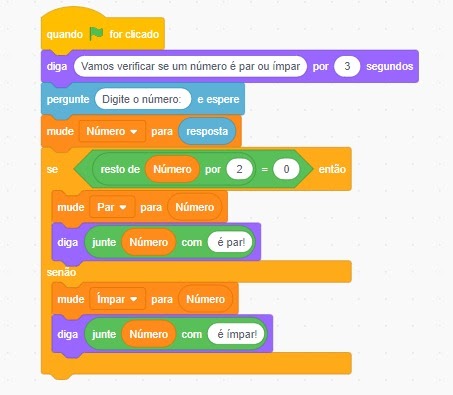 quando for clicado
diga Vamos verificar se um número é par ou ímpar por 3 segundos
pergunte Digite o número: e espere
mude Número para resposta
se resto de Número por 2 = 0 então
mude Par para Número
diga junte Número com é par!
senão
mude Ímpar para Número
diga junte Número com é ímpar!